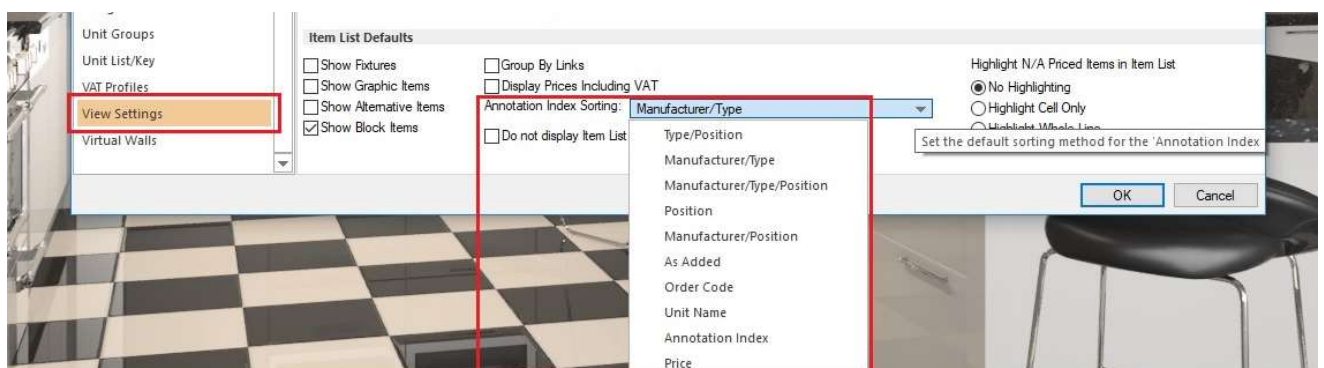 Unit Groups
Unit List/Key
VAT Profiles
View Settings
Virtual Walls
Item List Defaults
Show Fixtures
Show Graphic Items
Show Alternative Items
Show Block Items
Group By Links
Display Prices Including VAT
Annotation Index Sorting: Manufacturer/Type
Do not display Item List
Type/Position
Manufacturer/Type
Manufacturer/Type/Position
Position
Manufacturer/Position
As Added
Order Code
Unit Name
Annotation Index
Price
Highlight N/A Priced Items in Item List
No Highlighting
Highlight Cell Only
Highlight Whole Line
Set the default sorting method for the 'Annotation Index
OK Cancel